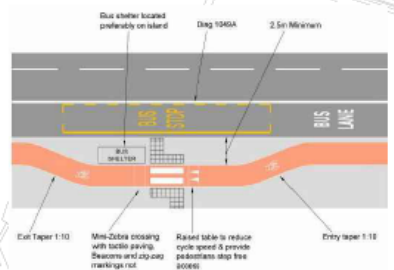 Bus shelter located
preferably on island
Diag 1049A
2.5m Minimum
BUS
STOP
BUS
LANE
BUS
SHELTER
Exit Taper 1:10
Mini-Zebra crossing
with tactile paving.
Beacons and zig-zag
markings not
Raised table to reduce
cycle speed & provide
pedestrians step free
access
Entry taper 1:10